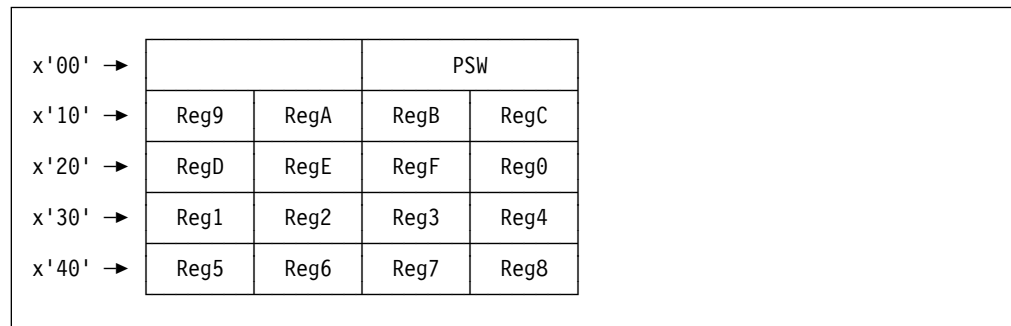 x'00' → PSW
x'10' → Reg9 RegA RegB RegC
x'20' → RegD RegE RegF Reg0
x'30' → Reg1 Reg2 Reg3 Reg4
x'40' → Reg5 Reg6 Reg7 Reg8